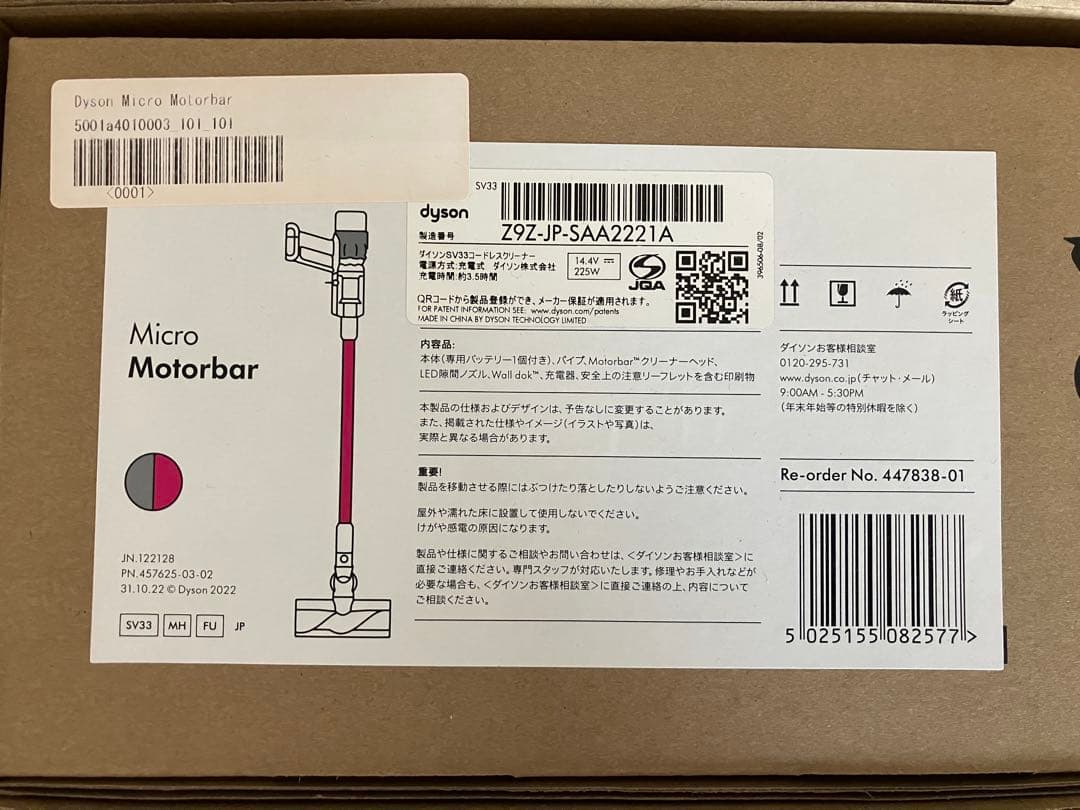 Dyson Micro Motorbar
5001a4010003_101_101
<0001>
SV33
dyson
製造番号
Z9Z-JP-SAA2221A
ダイソンSV33コードレスクリーナー
電源方式:充電式 ダイソン株式会社
充電時間:約3.5時間
14.4V
225W
JQA
396506-08/02
QRコードから製品登録ができ、メーカー保証が適用されます。
FOR PATENT INFORMATION SEE: www.dyson.com/patents
MADE IN CHINA BY DYSON TECHNOLOGY LIMITED
Micro
Motorbar
JN.122128
PN.457625-03-02
31.10.22 © Dyson 2022
SV33 MH FU JP
内容品:
本体(専用バッテリー1個付き)、パイプ、Motorbar™クリーナーヘッド、
LED隙間ノズル、Wall dok™、充電器、安全上の注意リーフレットを含む印刷物
本製品の仕様およびデザインは、予告なしに変更することがあります。
また、掲載された仕様やイメージ(イラストや写真)は、
実際と異なる場合があります。
重要!
製品を移動させる際にはぶつけたり落としたりしないようご注意ください。
屋外や濡れた床に設置して使用しないでください。
けがや感電の原因になります。
製品や仕様に関するご相談やお問い合わせは、<ダイソンお客様相談室>に
直接ご連絡ください。専門スタッフが対応いたします。修理やお手入れなどが
必要な場合も、<ダイソンお客様相談室>に直接ご連絡の上、内容について
ご相談ください。
紙
ラッピング
シート
ダイソンお客様相談室
0120-295-731
www.dyson.co.jp(チャット・メール)
9:00AM - 5:30PM
(年末年始等の特別休暇を除く)
Re-order No. 447838-01
5 025155 082577 >